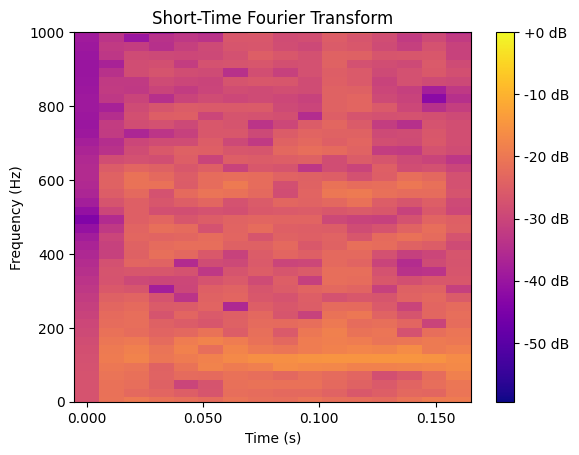 Short-Time Fourier Transform
1000
800
600
400
200
0
Frequency (Hz)
0.000
0.050
0.100
0.150
Time (s)
+0 dB
-10 dB
-20 dB
-30 dB
-40 dB
-50 dB